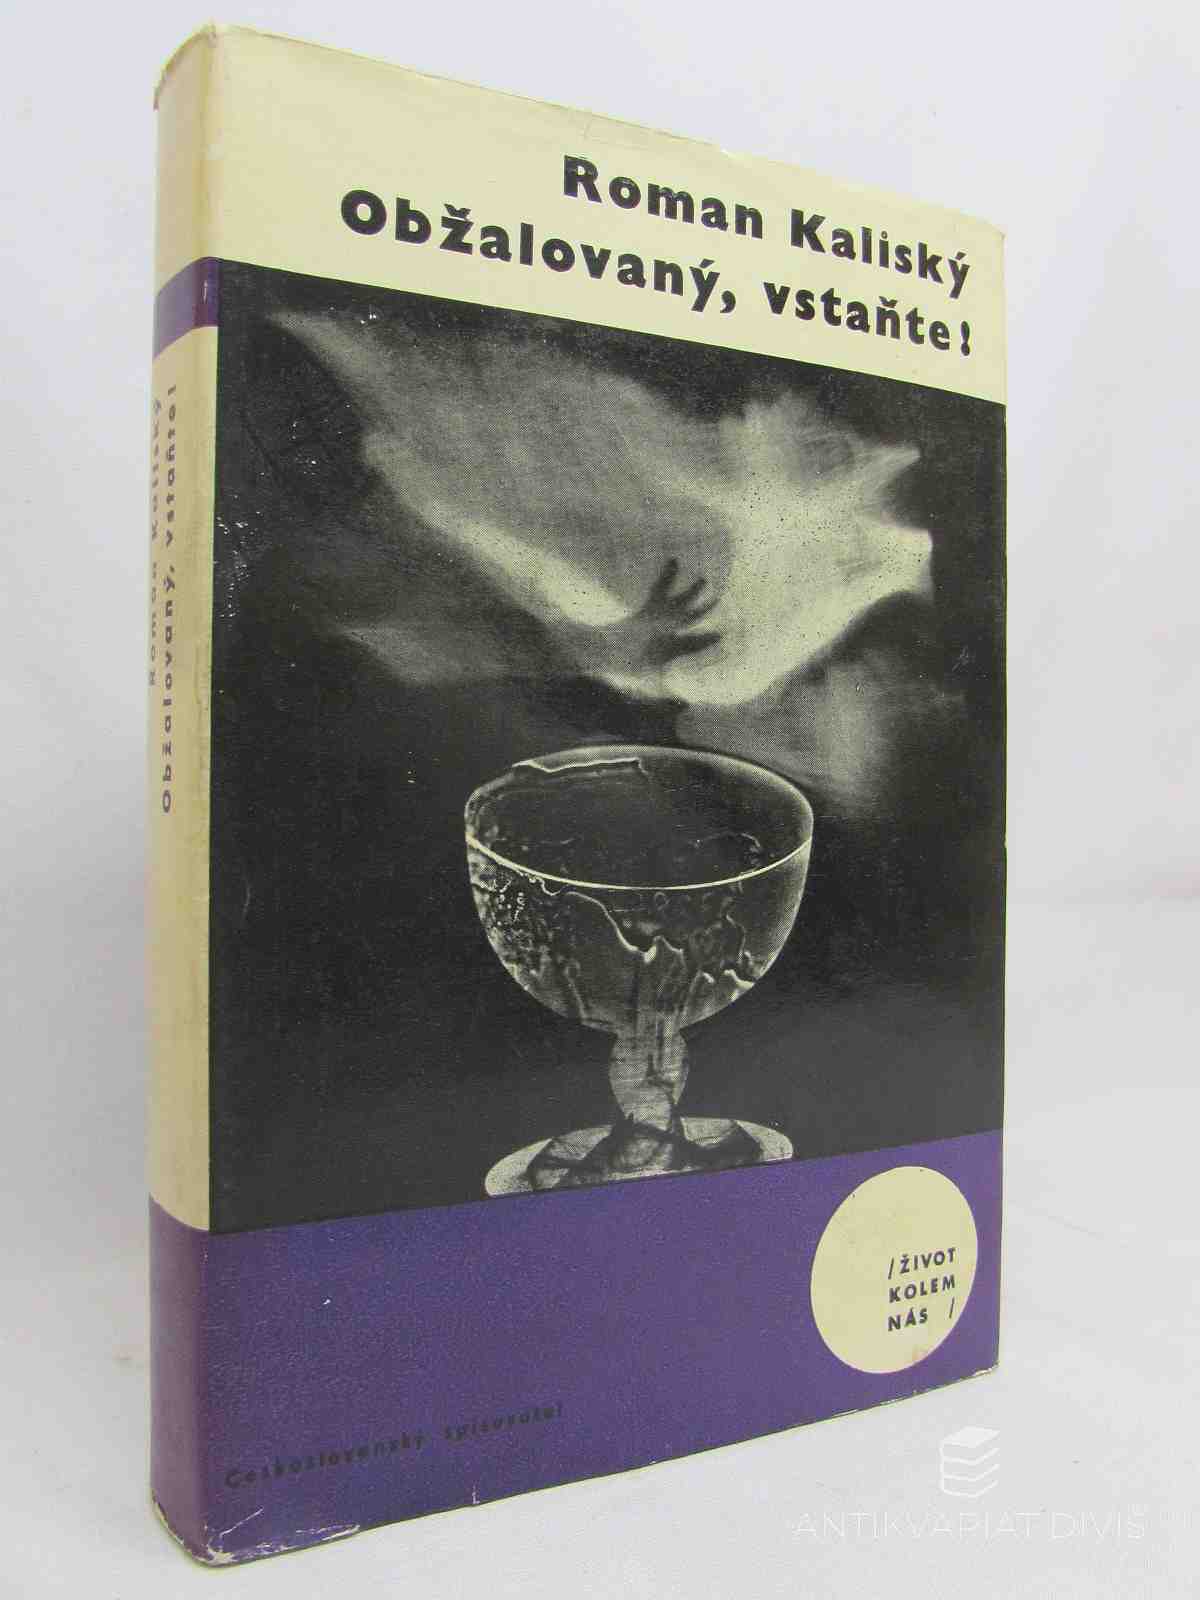 Roman Kaliský
Obžalovaný, vstaňte!
Roman Kaliský
Obžalovaný, vstaňte!
/ŽIVOT
KOLEM
NÁS /
Československý spisovatel
ANTIKVARIAT DIVIŠ